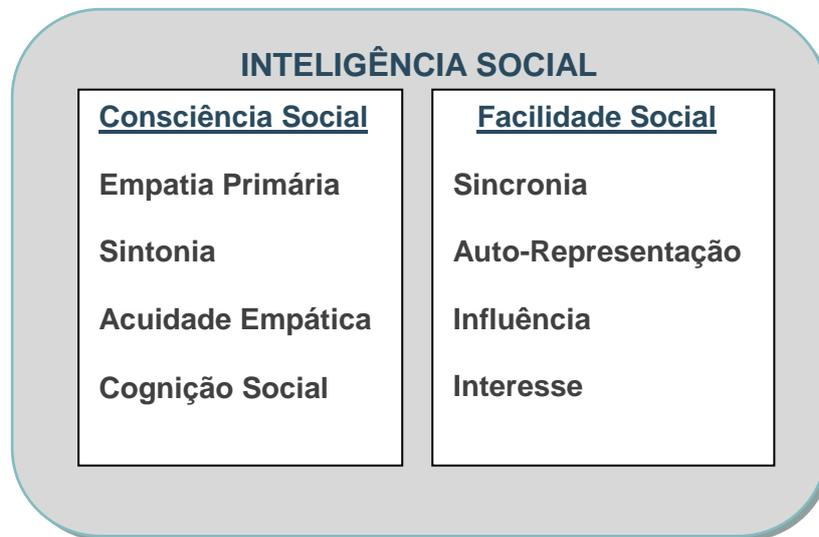 INTELIGÊNCIA SOCIAL
Consciência Social
Empatia Primária
Sintonia
Acuidade Empática
Cognição Social
Facilidade Social
Sincronia
Auto-Representação
Influência
Interesse